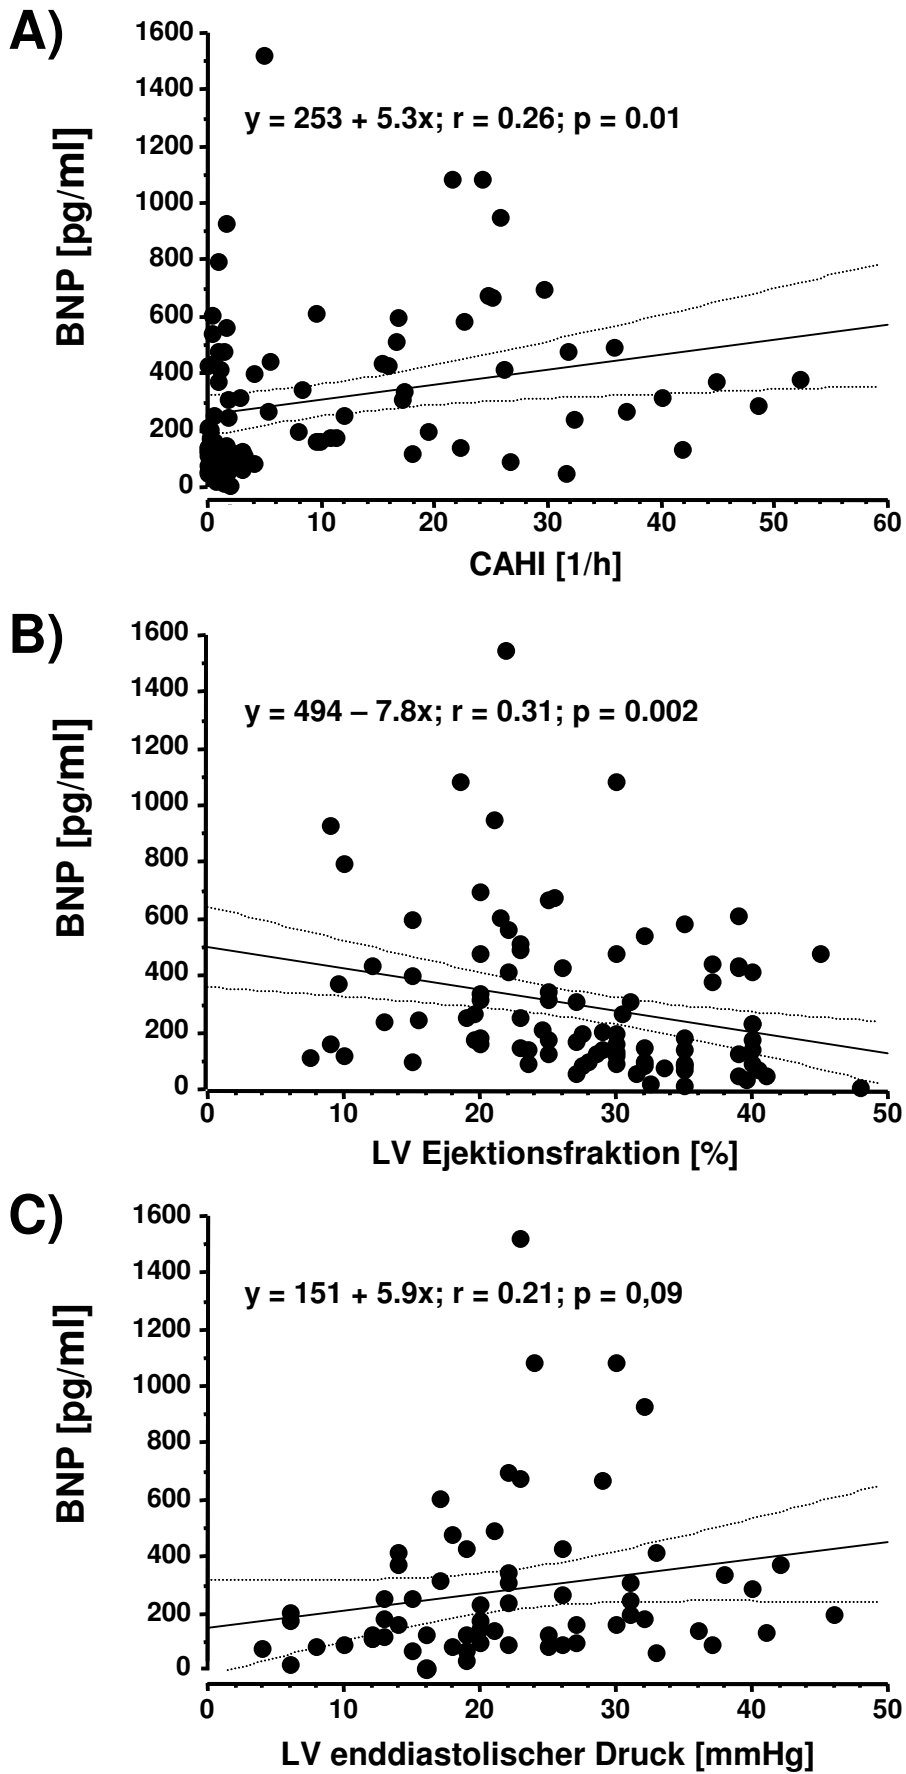 A)
BNP [pg/ml]
1600
1400
1200
1000
800
600
400
200
0
y = 253 + 5.3x; r = 0.26; p = 0.01
0 10 20 30 40 50 60
CAHI [1/h]
B)
BNP [pg/ml]
1600
1400
1200
1000
800
600
400
200
0
y = 494 – 7.8x; r = 0.31; p = 0.002
0 10 20 30 40 50
LV Ejektionsfraktion [%]
C)
BNP [pg/ml]
1600
1400
1200
1000
800
600
400
200
0
y = 151 + 5.9x; r = 0.21; p = 0,09
0 10 20 30 40 50
LV enddiastolischer Druck [mmHg]